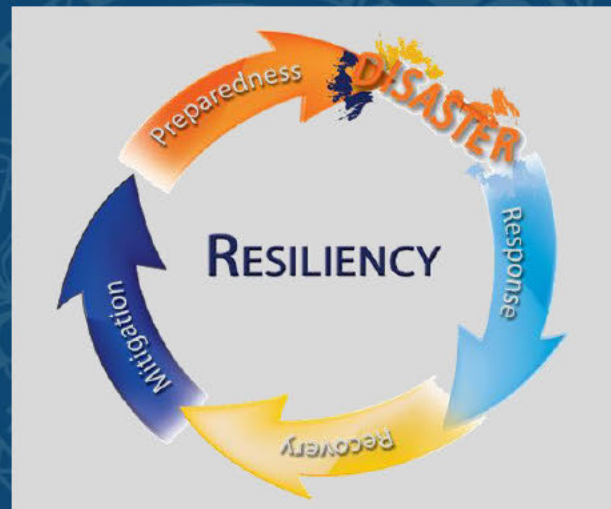 Preparedness
DISASTER
Response
Recovery
Mitigation
RESILIENCY